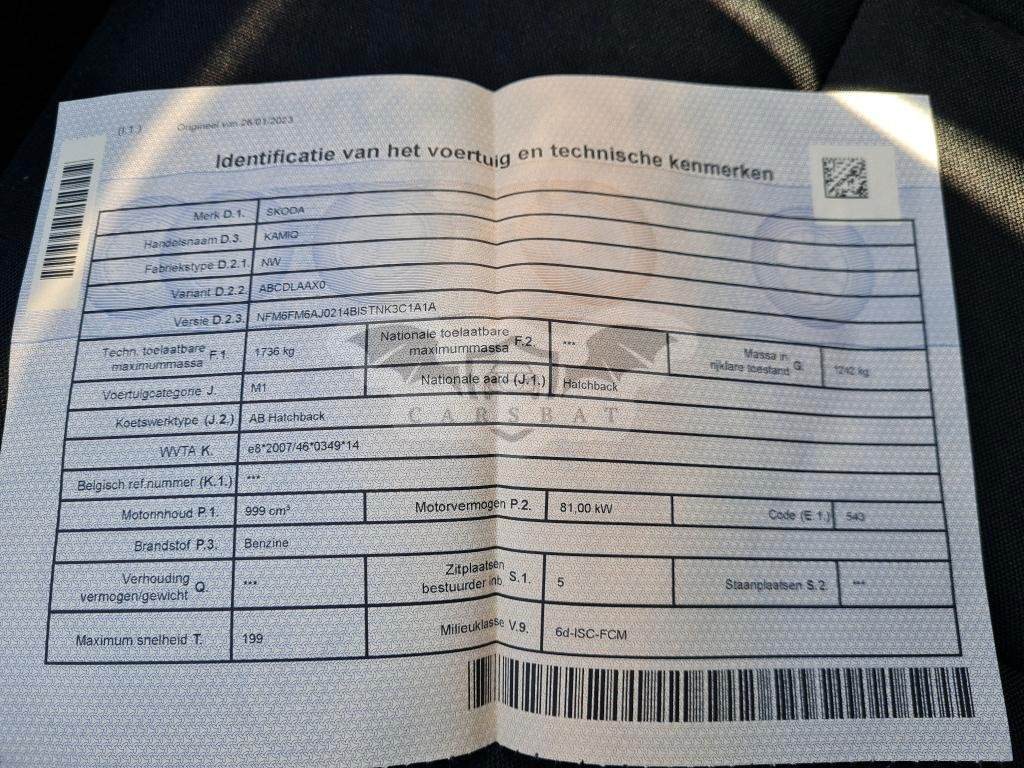 (I.1.) Origineel van 26/01/2023
Identificatie van het voertuig en technische kenmerken
Merk D.1. SKODA
Handelsnaam D.3. KAMIQ
Fabriekstype D.2.1. NW
Variant D.2.2. ABCDLAAX0
Versie D.2.3. NFM6FM6AJ0214BISTNK3C1A1A
Techn. toelaatbare maximummassa F.1. 1736 kg Nationale toelaatbare maximummassa F.2. *** Massa in rijklare toestand G. 1242 kg
Voertuigcategorie J. M1 Nationale aard (J.1.) Hatchback
CARSBAT
Koetswerktype (J.2.) AB Hatchback
WVTA K. e8*2007/46*0349*14
Belgisch ref.nummer (K.1.) ***
Motorinhoud P.1. 999 cm³ Motorvermogen P.2. 81,00 kW Code (E.1.) 543
Brandstof P.3. Benzine
Verhouding vermogen/gewicht Q. *** Zitplaatsen bestuurder inb S.1. 5 Staanplaatsen S.2. ***
Maximum snelheid T. 199 Milieuklasse V.9. 6d-ISC-FCM